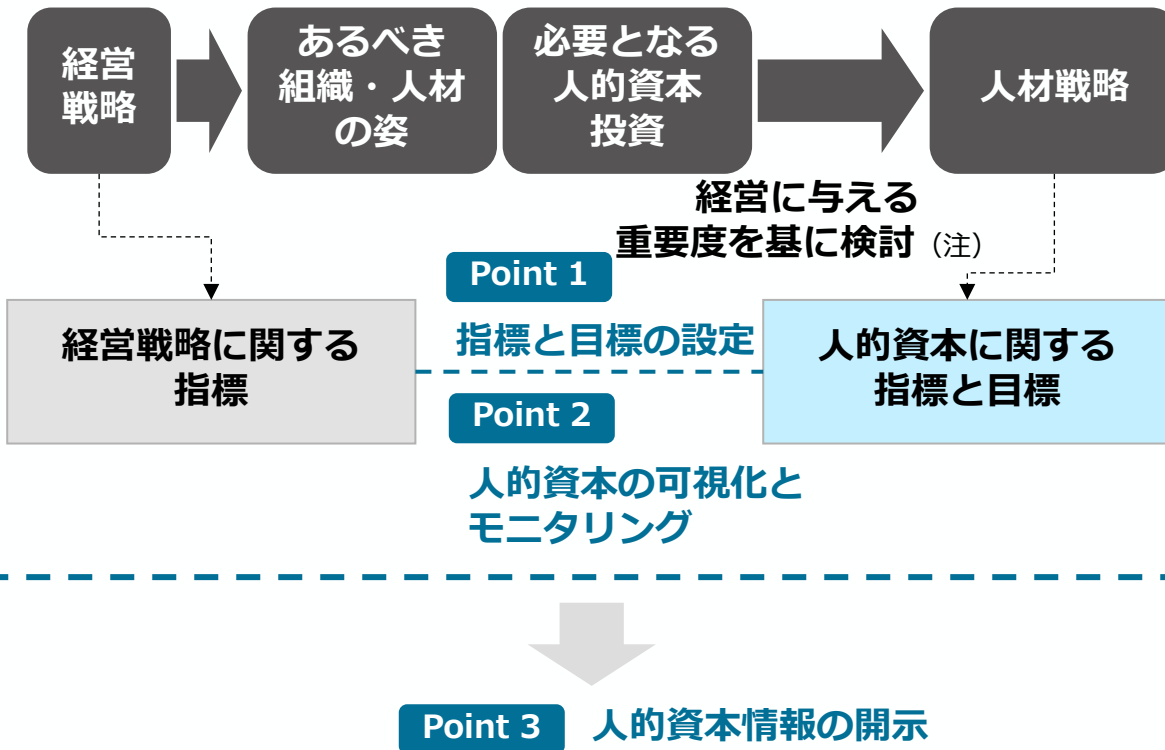 経営
戦略
あるべき
組織・人材
の姿
必要となる
人的資本
投資
人材戦略
経営に与える
重要度を基に検討（注）
Point 1
指標と目標の設定
経営戦略に関する
指標
人的資本に関する
指標と目標
Point 2
人的資本の可視化と
モニタリング
Point 3 人的資本情報の開示